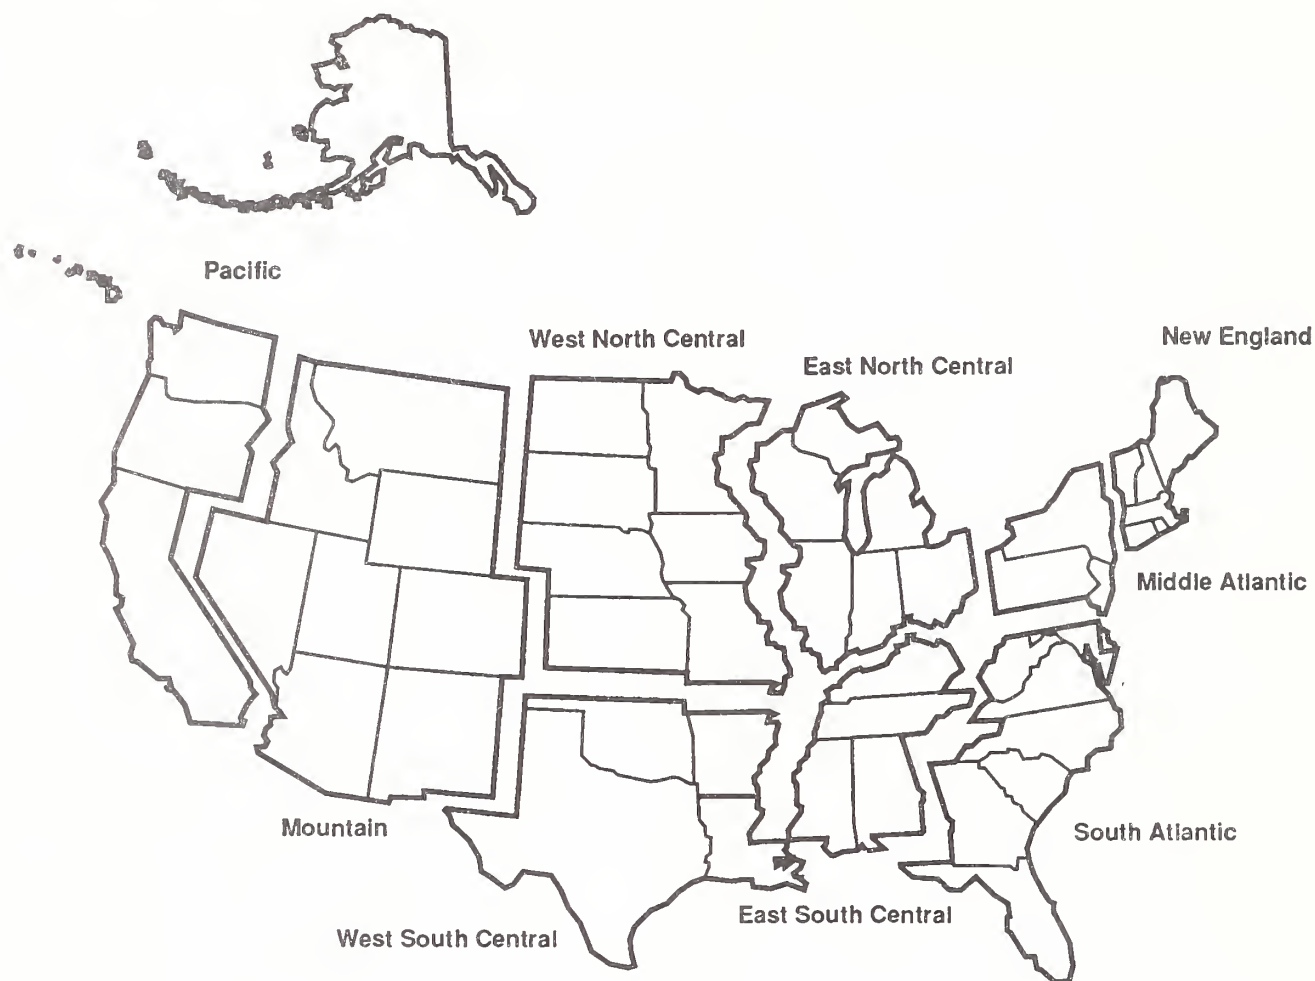 Pacific
West North Central
New England
East North Central
Middle Atlantic
Mountain
South Atlantic
East South Central
West South Central